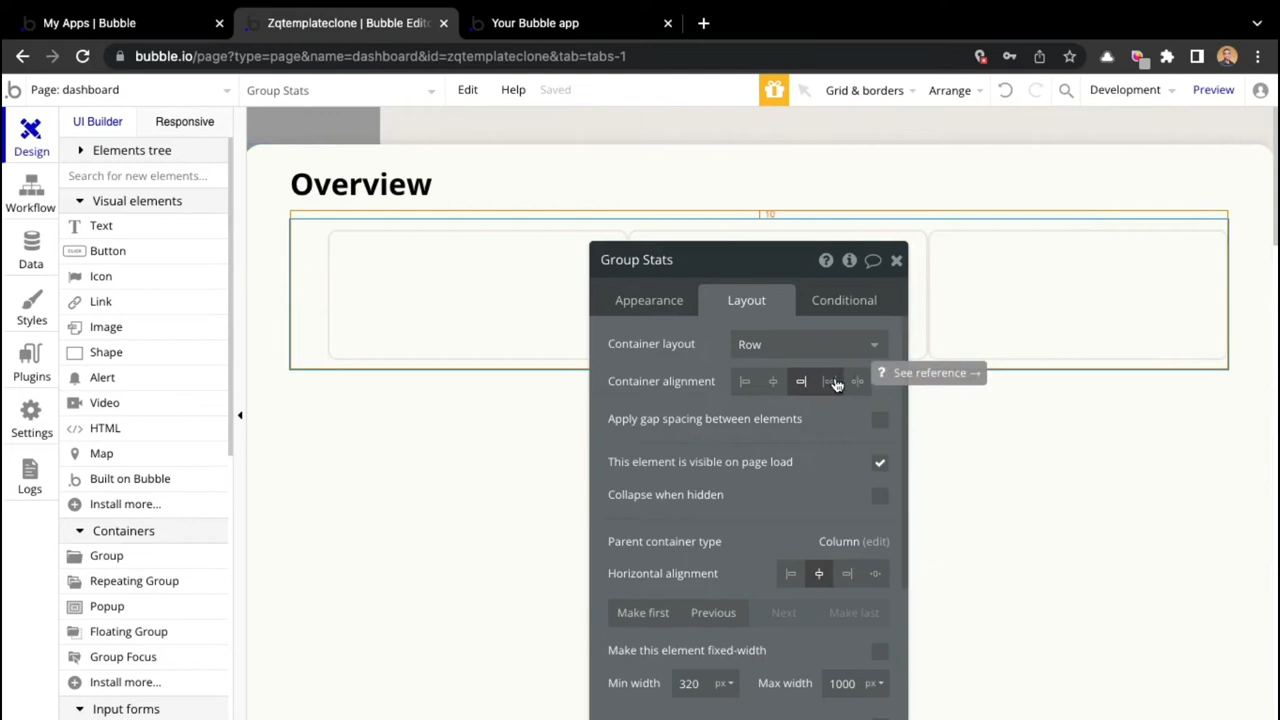 My Apps | Bubble
Zqtemplateclone | Bubble Edit
Your Bubble app
bubble.io/page?type=page&name=dashboard&id=zqtemplateclone&tab=tabs-1
Page: dashboard
Group Stats
Edit
Help
Saved
Grid & borders
Arrange
Development
Preview
Design
Workflow
Data
Styles
Plugins
Settings
Logs
UI Builder
Responsive
Elements tree
Search for new elements...
Visual elements
Text
CLICK
Button
Icon
Link
Image
Shape
Alert
Video
</> HTML
Map
Built on Bubble
Install more...
Containers
Group
Repeating Group
Popup
Floating Group
Group Focus
Install more...
Input forms
Overview
10
Group Stats
Appearance
Layout
Conditional
Container layout
Row
Container alignment
? See reference →
Apply gap spacing between elements
This element is visible on page load
Collapse when hidden
Parent container type
Column (edit)
Horizontal alignment
Make first
Previous
Next
Make last
Make this element fixed-width
Min width
320
px
Max width
1000
px